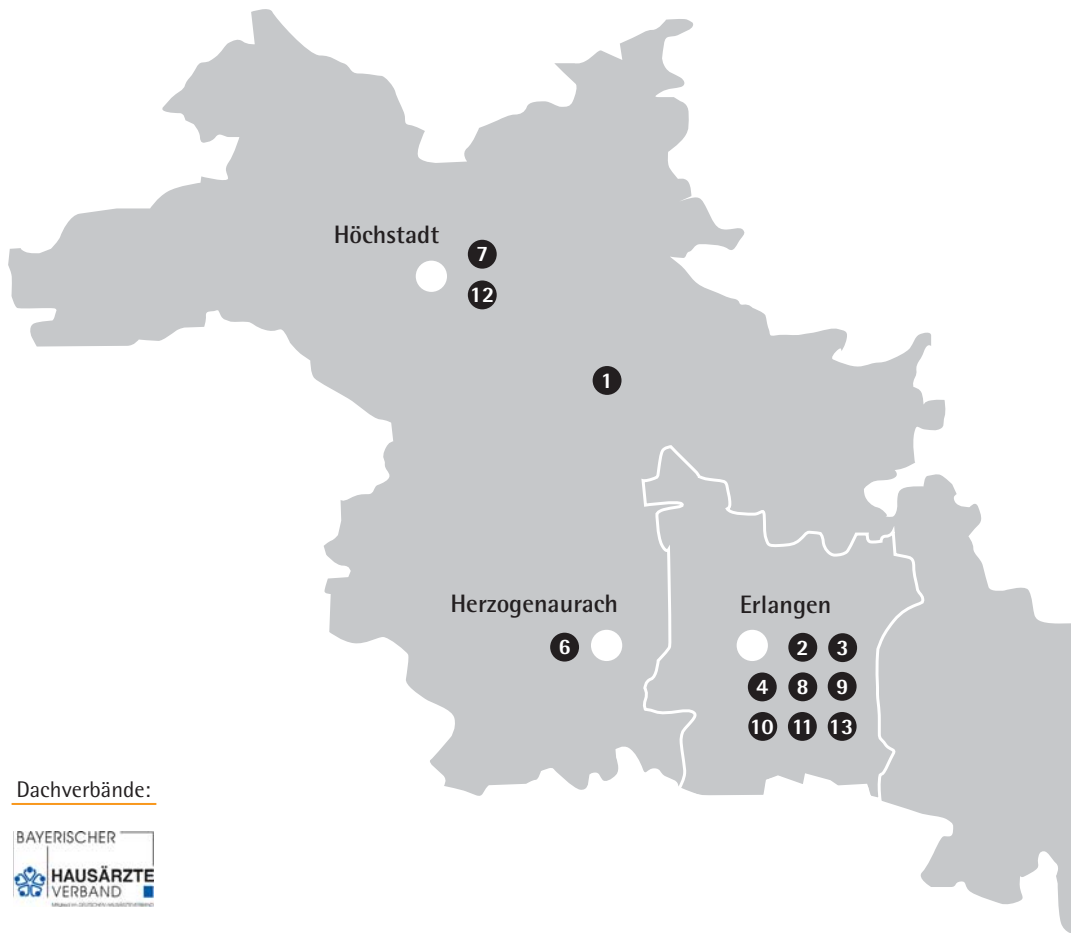 Höchstadt
7
12
1
Herzogenaurach
6
Erlangen
2 3
4 8 9
10 11 13
Dachverbände:
BAYERISCHER
HAUSÄRZTE
VERBAND